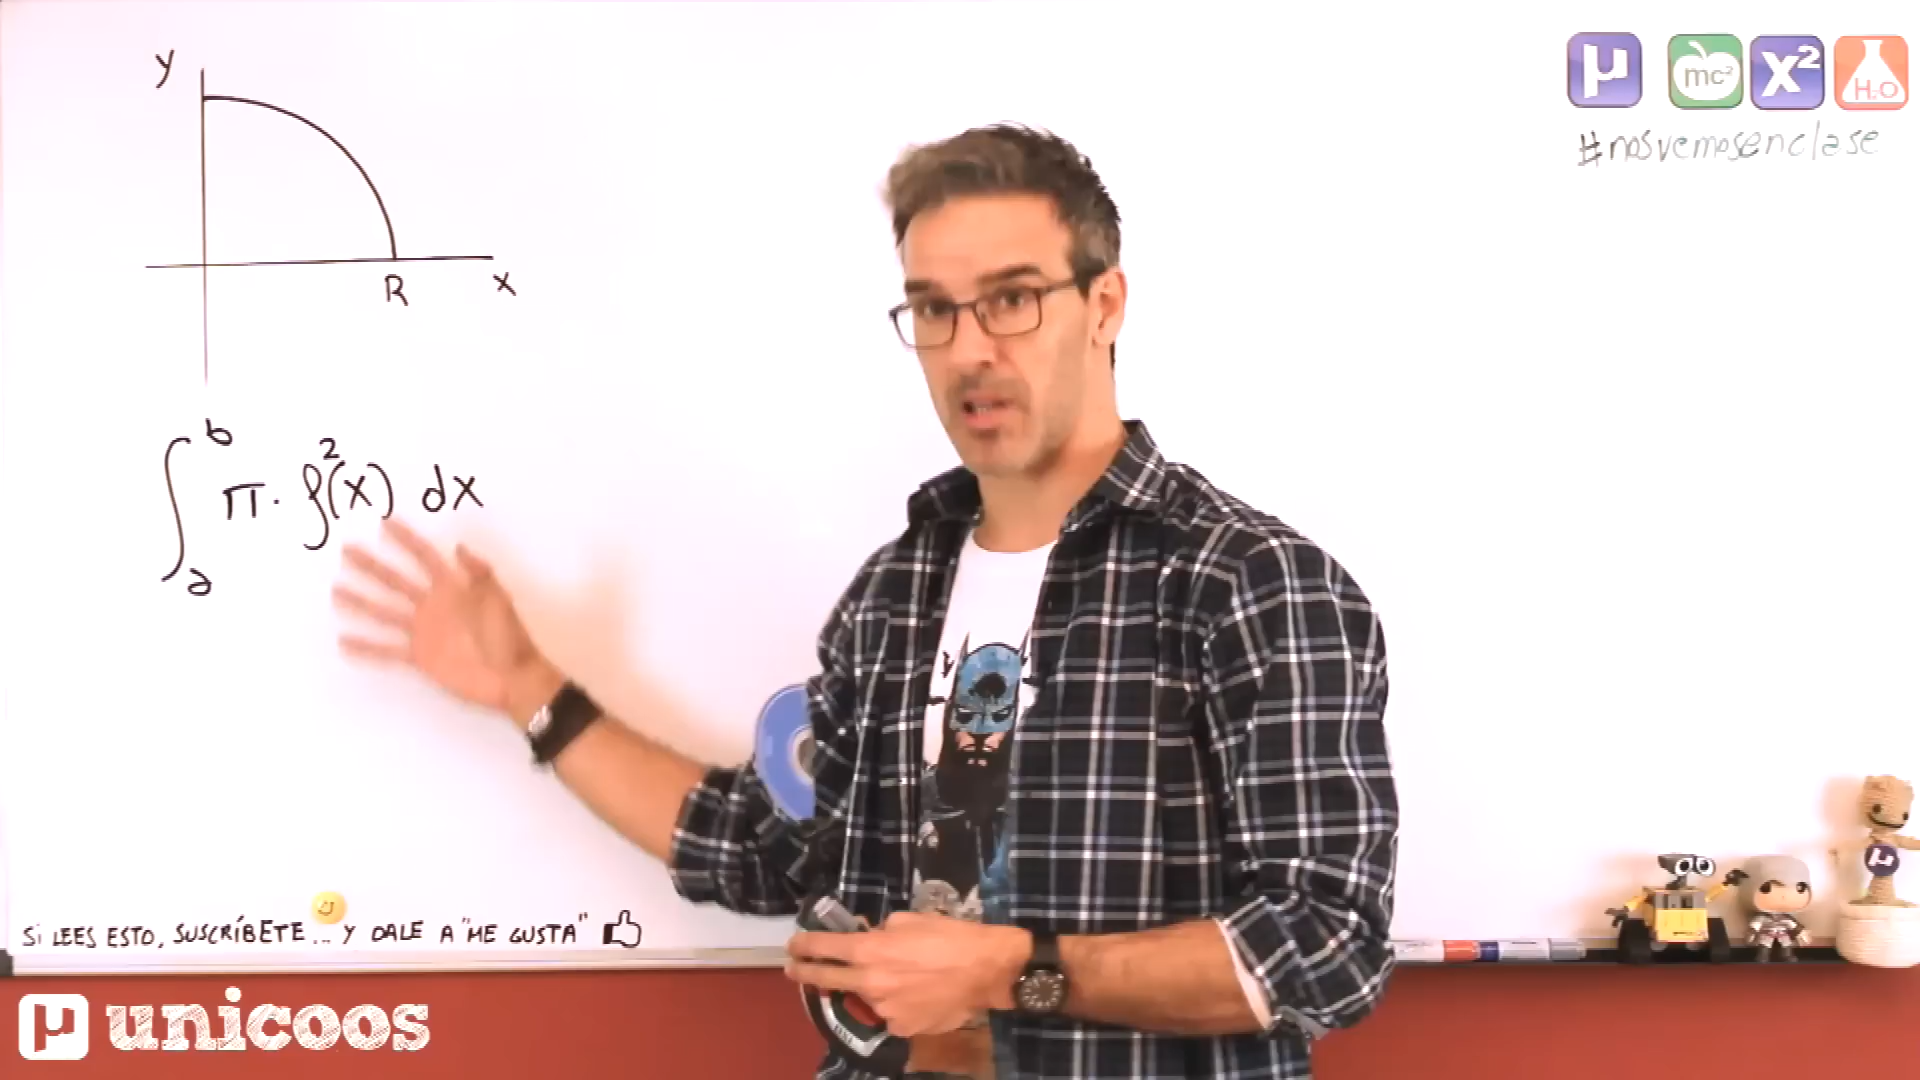 y
R
x
∫ₐᵇ π · f²(x) dx
μ mc² x² H₂O
#nosvemosenclase
μ
SI LEES ESTO, SUSCRÍBETE ... Y DALE A "ME GUSTA"
μ unicoos